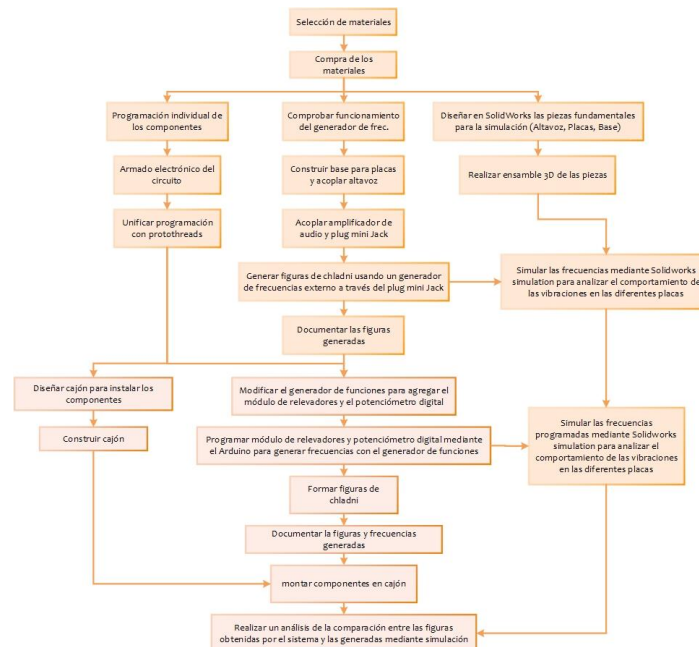 Selección de materiales
Compra de los
materiales
Programación individual de
los componentes
Comprobar funcionamiento
del generador de frec.
Diseñar en SolidWorks las piezas fundamentales
para la simulación (Altavoz, Placas, Base)
Armado electrónico del
circuito
Construir base para placas
y acoplar altavoz
Realizar ensamble 3D de las piezas
Unificar programación
con protothreads
Acoplar amplificador de
audio y plug mini Jack
Generar figuras de chladni usando un generador
de frecuencias externo a través del plug mini Jack
Simular las frecuencias mediante Solidworks
simulation para analizar el comportamiento de
las vibraciones en las diferentes placas
Documentar las figuras
generadas
Diseñar cajón para instalar los
componentes
Modificar el generador de funciones para agregar el
módulo de relevadores y el potenciómetro digital
Construir cajón
Programar módulo de relevadores y potenciómetro digital mediante
el Arduino para generar frecuencias con el generador de funciones
Simular las frecuencias
programadas mediante Solidworks
simulation para analizar el
comportamiento de las vibraciones
en las diferentes placas
Formar figuras de
chladni
Documentar la figuras y frecuencias
generadas
montar componentes en cajón
Realizar un análisis de la comparación entre las figuras
obtenidas por el sistema y las generadas mediante simulación